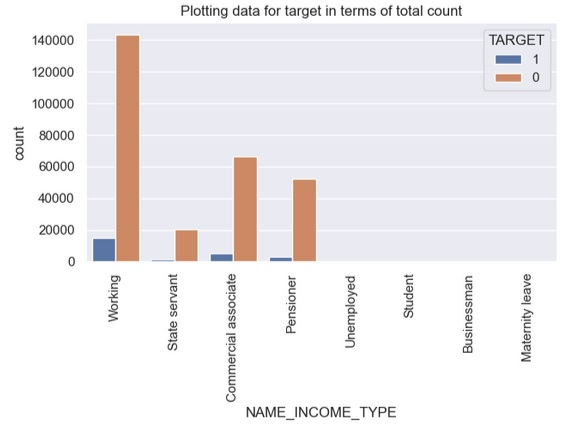 Plotting data for target in terms of total count
TARGET
1
0
140000
120000
100000
80000
60000
40000
20000
0
count
Working
State servant
Commercial associate
Pensioner
Unemployed
Student
Businessman
Maternity leave
NAME_INCOME_TYPE